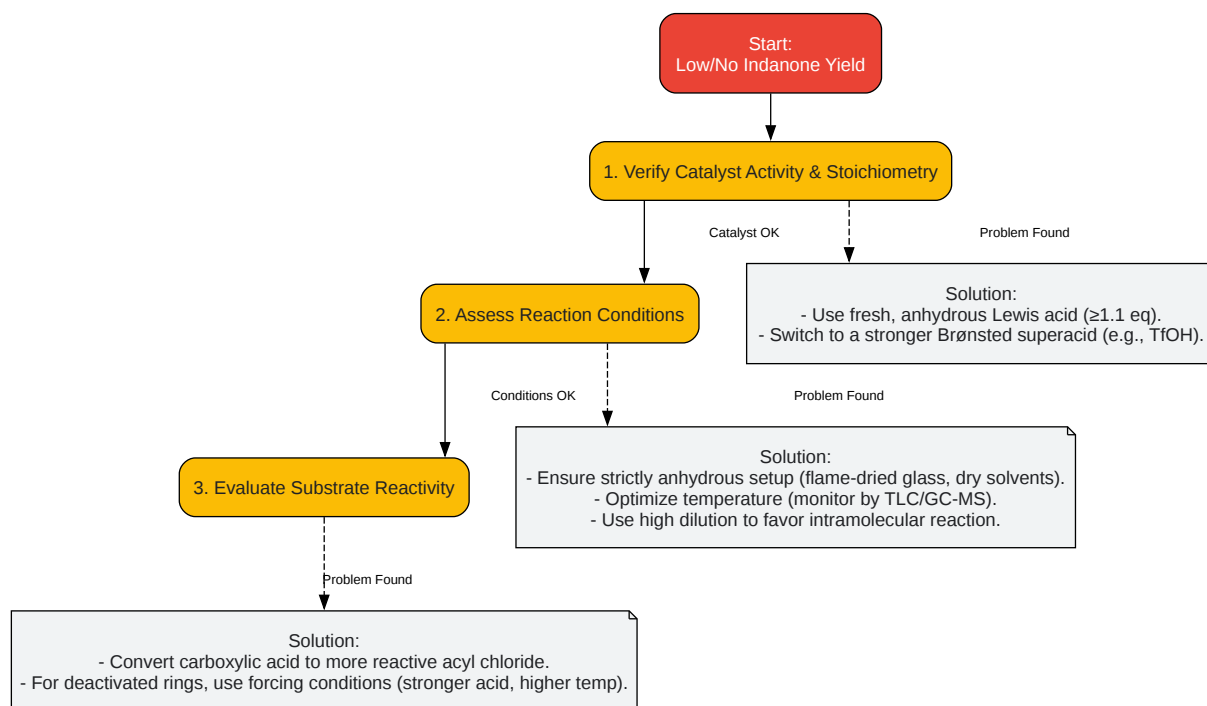 Start:
Low/No Indanone Yield
1. Verify Catalyst Activity & Stoichiometry
Catalyst OK
Problem Found
Solution:
- Use fresh, anhydrous Lewis acid (≥1.1 eq).
- Switch to a stronger Brønsted superacid (e.g., TfOH).
2. Assess Reaction Conditions
Conditions OK
Problem Found
Solution:
- Ensure strictly anhydrous setup (flame-dried glass, dry solvents).
- Optimize temperature (monitor by TLC/GC-MS).
- Use high dilution to favor intramolecular reaction.
3. Evaluate Substrate Reactivity
Problem Found
Solution:
- Convert carboxylic acid to more reactive acyl chloride.
- For deactivated rings, use forcing conditions (stronger acid, higher temp).